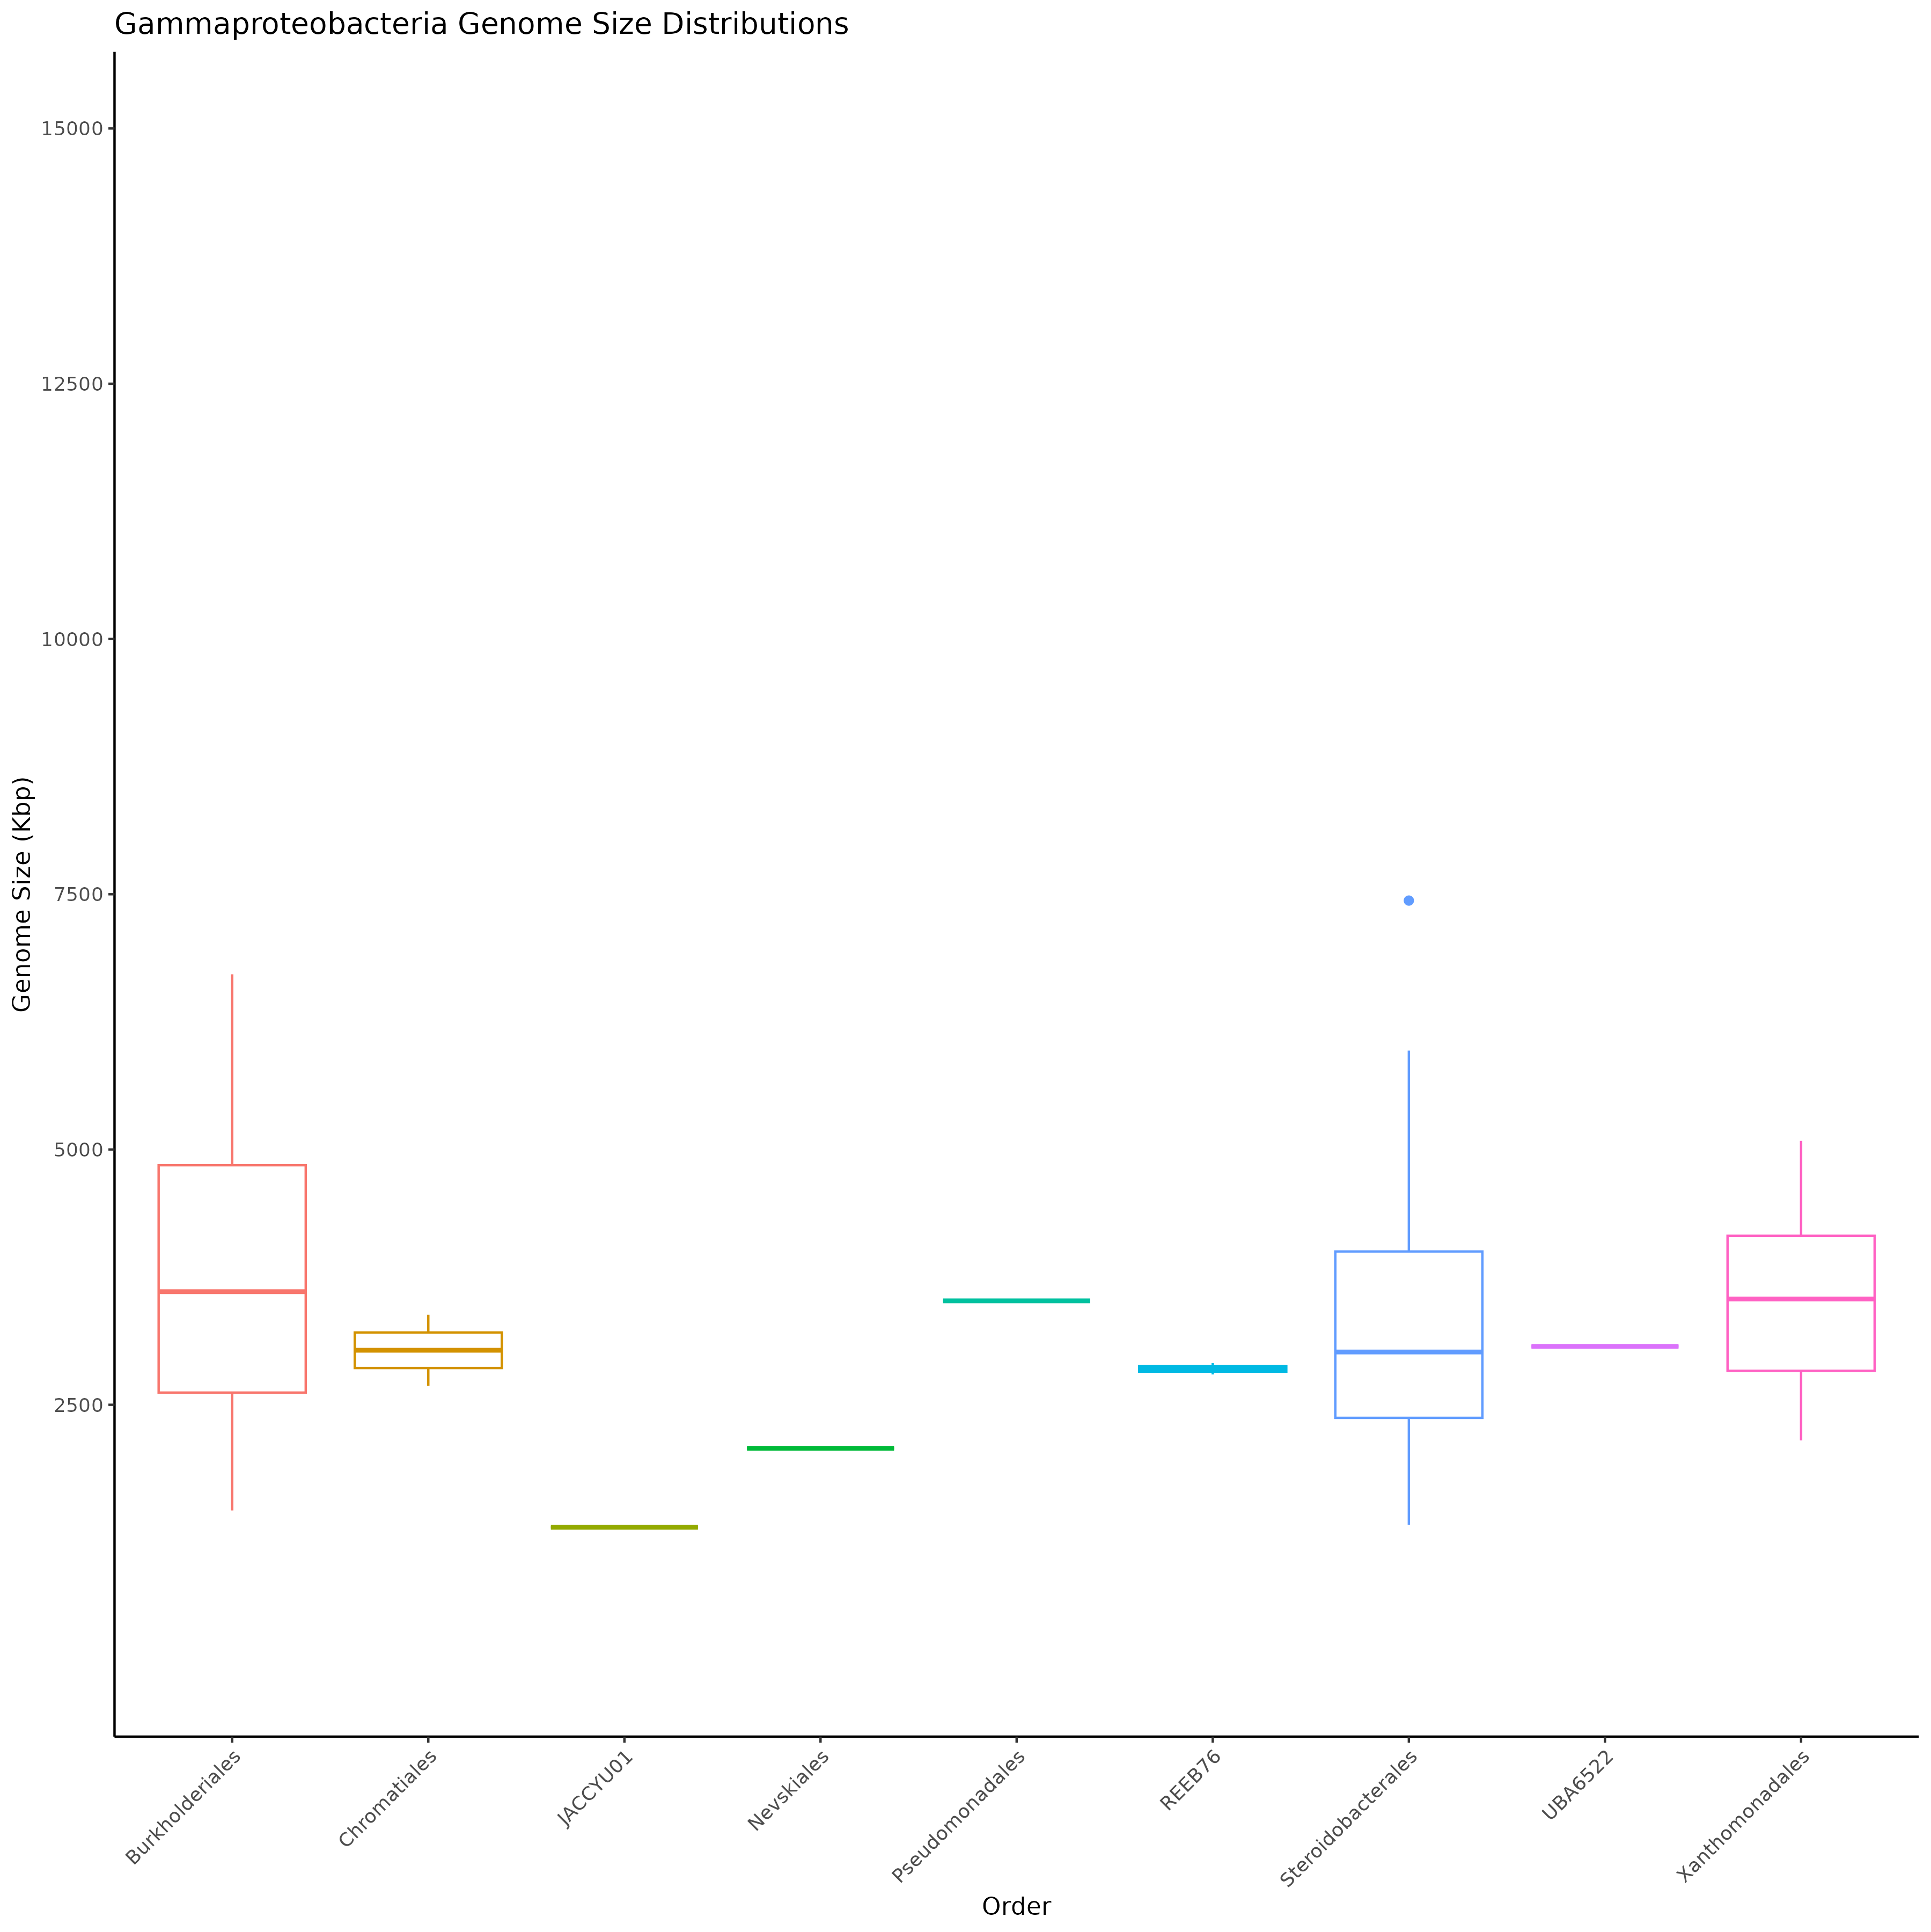 Gammaproteobacteria Genome Size Distributions
Genome Size (Kbp)
15000
12500
10000
7500
5000
2500
Burkholderiales
Chromatiales
JACCYU01
Nevskiales
Pseudomonadales
REEB76
Steroidobacterales
UBA6522
Xanthomonadales
Order